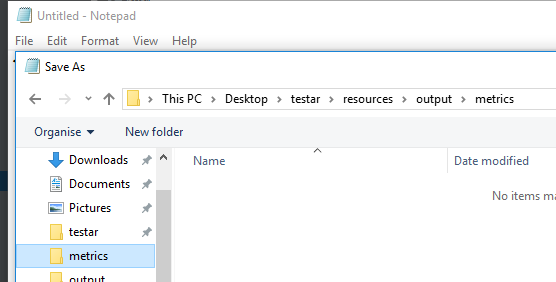 Untitled - Notepad
File Edit Format View Help
Save As
This PC > Desktop > testar > resources > output > metrics
Organise New folder
Downloads
Documents
Pictures
testar
metrics
output
Name Date modified
No items ma